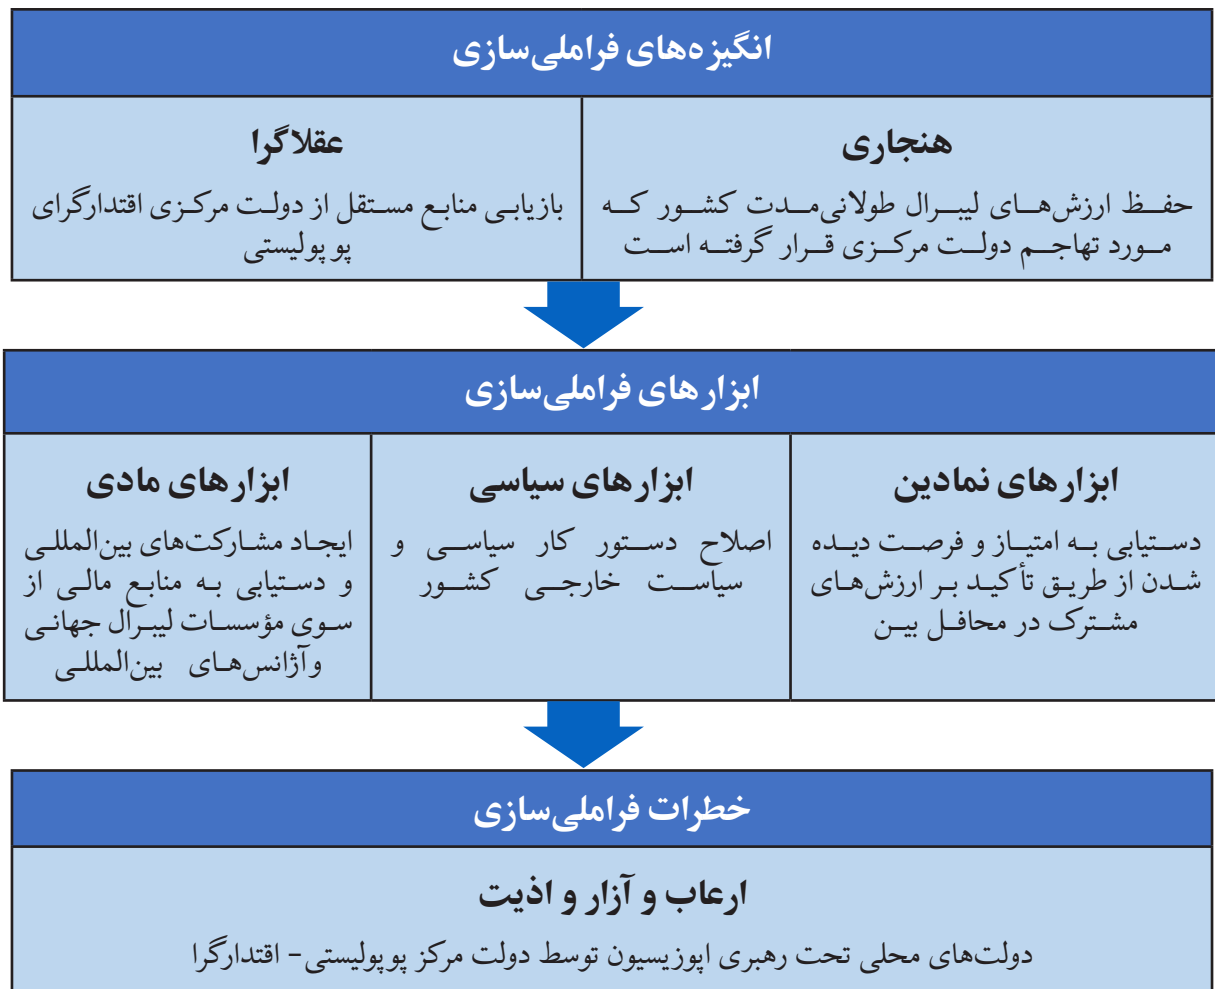 انگیزه‌های فراملی‌سازی
هنجاری
حفظ ارزش‌های لیبرال طولانی‌مدت کشور که
مورد تهاجم دولت مرکزی قرار گرفته است
عقلاگرا
بازیابی منابع مستقل از دولت مرکزی اقتدارگرای
پوپولیستی
ابزارهای فراملی‌سازی
ابزارهای نمادین
دستیابی به امتیاز و فرصت دیده
شدن از طریق تأکید بر ارزش‌های
مشترک در محافل بین
ابزارهای سیاسی
اصلاح دستور کار سیاسی و
سیاست خارجی کشور
ابزارهای مادی
ایجاد مشارکت‌های بین‌المللی
و دستیابی به منابع مالی از
سوی مؤسسات لیبرال جهانی
وآژانس‌های بین‌المللی
خطرات فراملی‌سازی
ارعاب و آزار و اذیت
دولت‌های محلی تحت رهبری اپوزیسیون توسط دولت مرکز پوپولیستی- اقتدارگرا